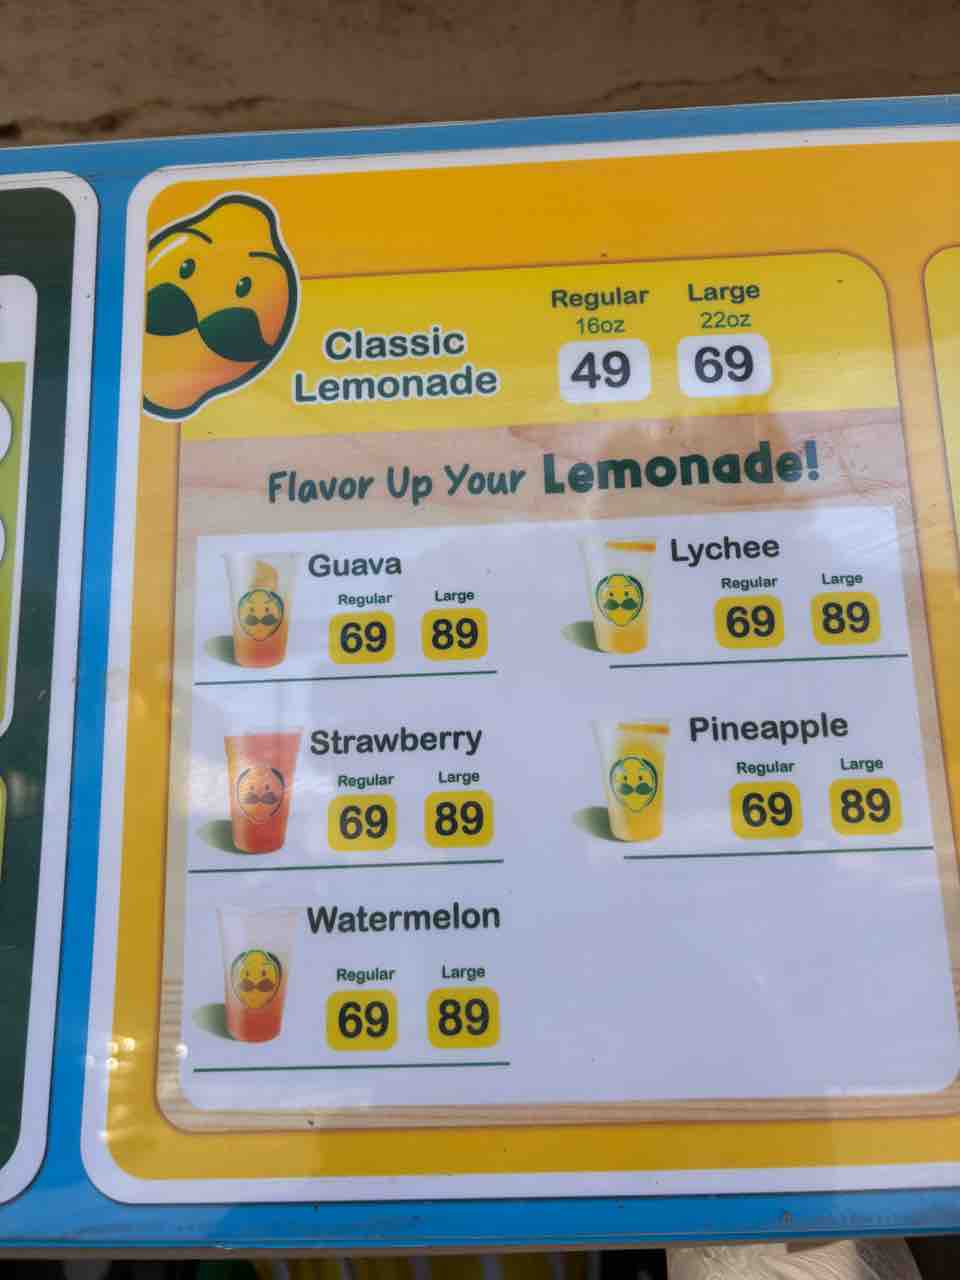 Regular Large
16oz 22oz
Classic
Lemonade
49 69
Flavor Up Your Lemonade!
Guava
Regular Large
69 89
Lychee
Regular Large
69 89
Strawberry
Regular Large
69 89
Pineapple
Regular Large
69 89
Watermelon
Regular Large
69 89